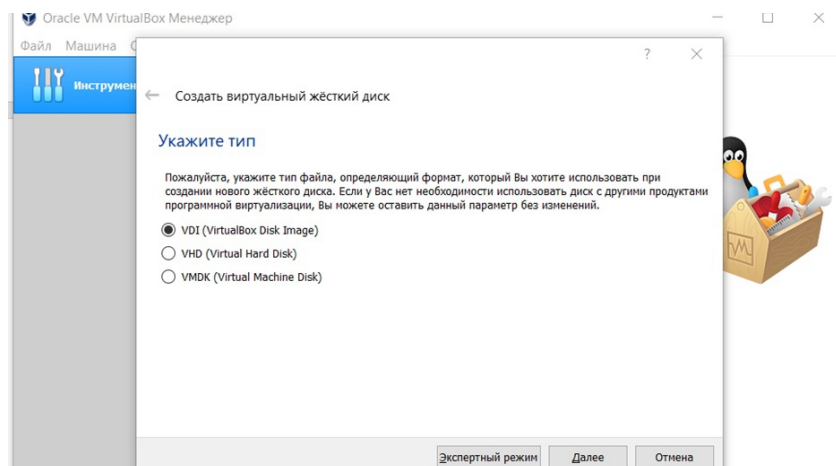 Oracle VM VirtualBox Менеджер
Файл Машина
?
Инструмен
Создать виртуальный жёсткий диск
Укажите тип
Пожалуйста, укажите тип файла, определяющий формат, который Вы хотите использовать при
создании нового жёсткого диска. Если у Вас нет необходимости использовать диск с другими продуктами
программной виртуализации, Вы можете оставить данный параметр без изменений.
VDI (VirtualBox Disk Image)
VHD (Virtual Hard Disk)
VMDK (Virtual Machine Disk)
Экспертный режим Далее Отмена